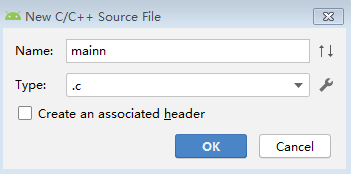 New C/C++ Source File
Name: mainn
Type: .c
Create an associated header
OK Cancel